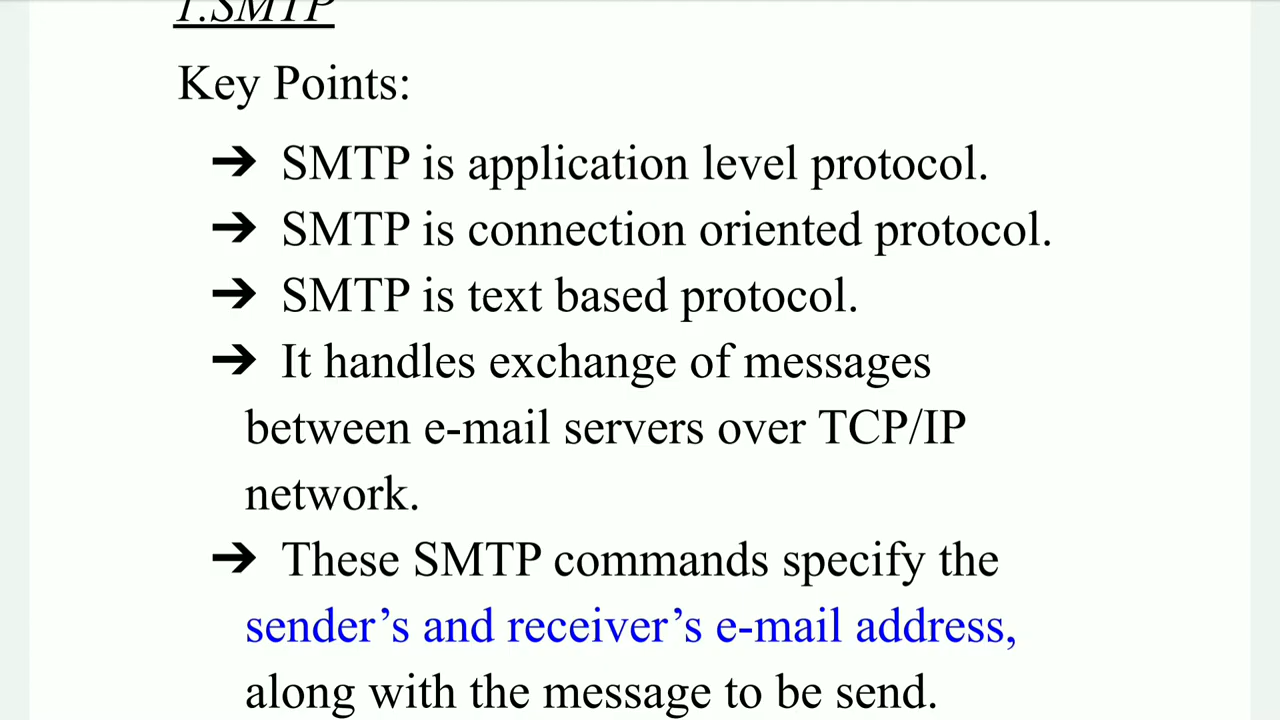 1.SMTP
Key Points:
➔ SMTP is application level protocol.
➔ SMTP is connection oriented protocol.
➔ SMTP is text based protocol.
➔ It handles exchange of messages
between e-mail servers over TCP/IP
network.
➔ These SMTP commands specify the
sender’s and receiver’s e-mail address,
along with the message to be send.